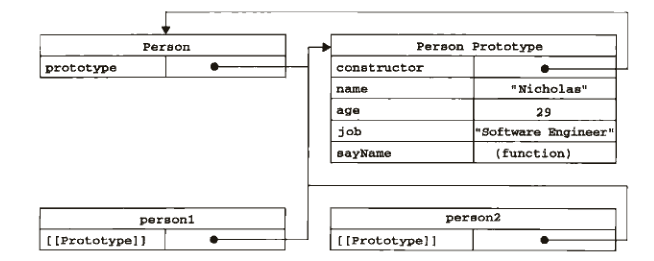 Person
prototype
Person Prototype
constructor
name "Nicholas"
age 29
job "Software Engineer"
sayName (function)
person1
[[Prototype]]
person2
[[Prototype]]